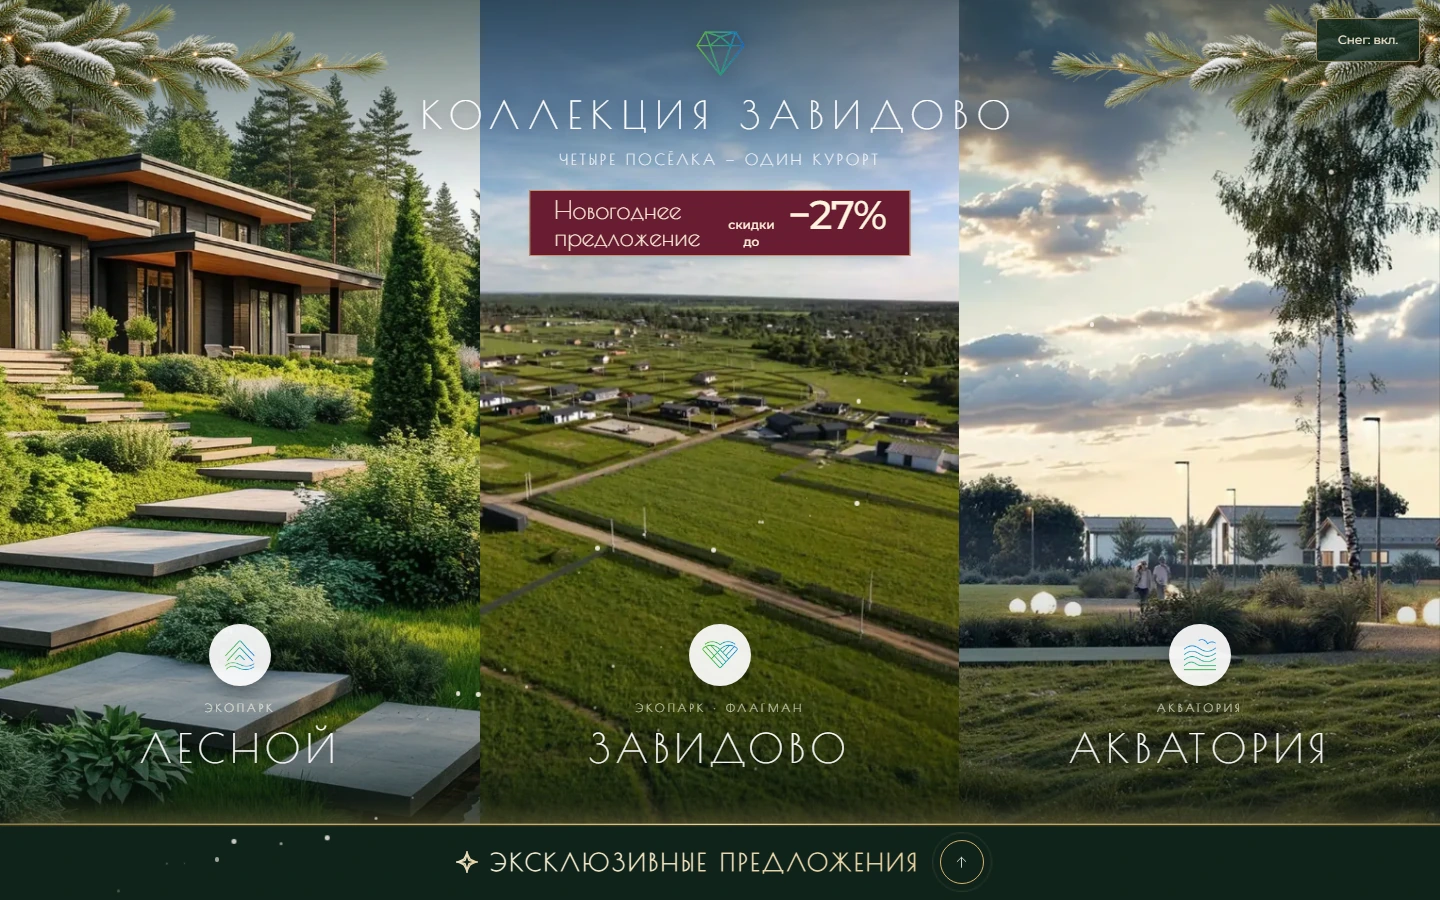 Снег: вкл.
КОЛЛЕКЦИЯ ЗАВИДОВО
ЧЕТЫРЕ ПОСЁЛКА – ОДИН КУРОРТ
Новогоднее
предложение
скидки
до
–27%
ЭКОПАРК
ЛЕСНОЙ
ЭКОПАРК · ФЛАГМАН
ЗАВИДОВО
АКВАТОРИЯ
АКВАТОРИЯ
ЭКСКЛЮЗИВНЫЕ ПРЕДЛОЖЕНИЯ